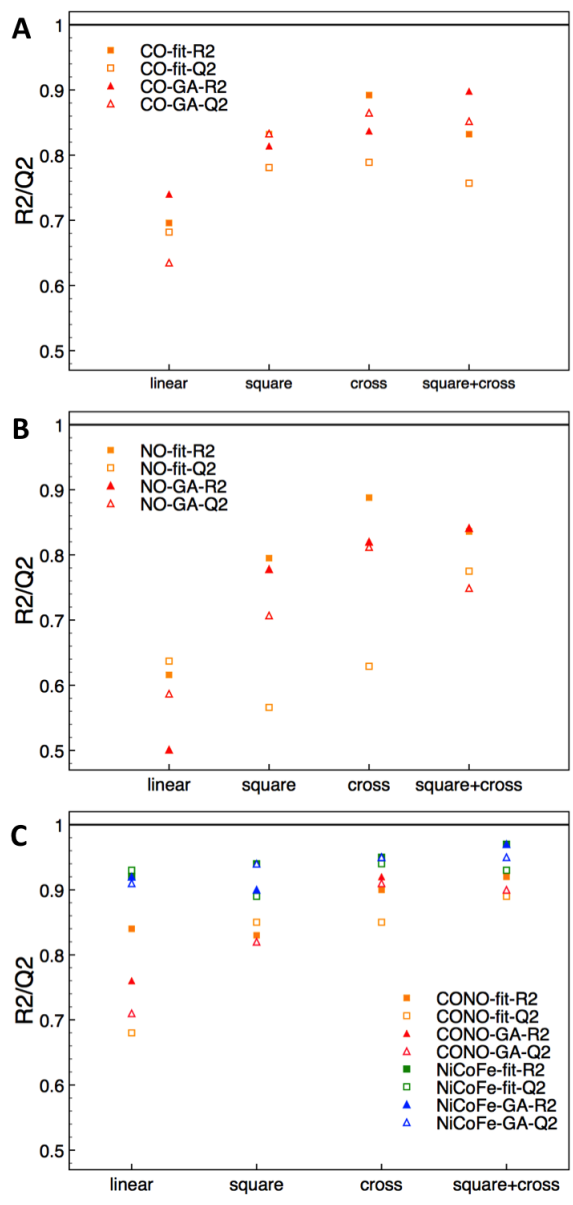 A
1
0.9
0.8
0.7
0.6
0.5
R2/Q2
CO-fit-R2
CO-fit-Q2
CO-GA-R2
CO-GA-Q2
linear square cross square+cross
B
1
0.9
0.8
0.7
0.6
0.5
R2/Q2
NO-fit-R2
NO-fit-Q2
NO-GA-R2
NO-GA-Q2
linear square cross square+cross
C
1
0.9
0.8
0.7
0.6
0.5
R2/Q2
CONO-fit-R2
CONO-fit-Q2
CONO-GA-R2
CONO-GA-Q2
NiCoFe-fit-R2
NiCoFe-fit-Q2
NiCoFe-GA-R2
NiCoFe-GA-Q2
linear square cross square+cross